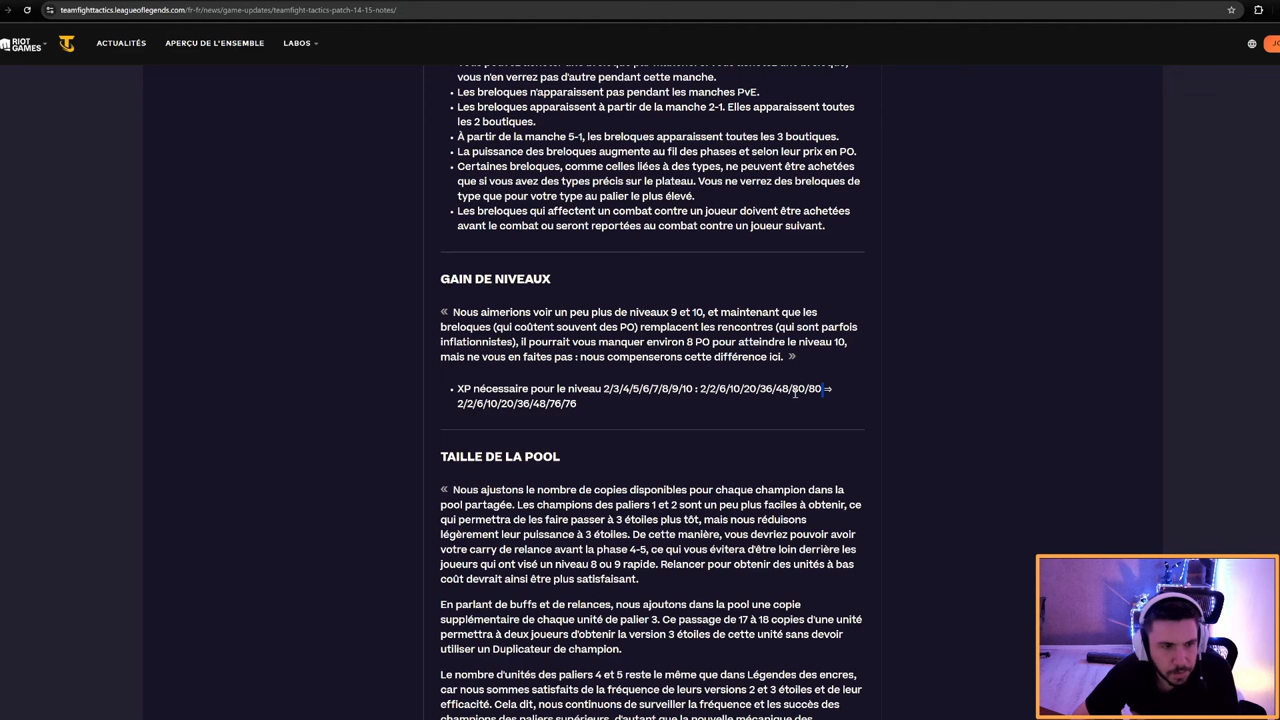 teamfighttactics.leagueoflegends.com/fr-fr/news/game-updates/teamfight-tactics-patch-14-15-notes/
RIOT GAMES
ACTUALITÉS
APERÇU DE L'ENSEMBLE
LABOS
vous n'en verrez pas d'autre pendant cette manche.
• Les breloques n'apparaissent pas pendant les manches PvE.
• Les breloques apparaissent à partir de la manche 2-1. Elles apparaissent toutes
les 2 boutiques.
• À partir de la manche 5-1, les breloques apparaissent toutes les 3 boutiques.
• La puissance des breloques augmente au fil des phases et selon leur prix en PO.
• Certaines breloques, comme celles liées à des types, ne peuvent être achetées
que si vous avez des types précis sur le plateau. Vous ne verrez des breloques de
type que pour votre type au palier le plus élevé.
• Les breloques qui affectent un combat contre un joueur doivent être achetées
avant le combat ou seront reportées au combat contre un joueur suivant.
GAIN DE NIVEAUX
« Nous aimerions voir un peu plus de niveaux 9 et 10, et maintenant que les
breloques (qui coûtent souvent des PO) remplacent les rencontres (qui sont parfois
inflationnistes), il pourrait vous manquer environ 8 PO pour atteindre le niveau 10,
mais ne vous en faites pas : nous compenserons cette différence ici. »
• XP nécessaire pour le niveau 2/3/4/5/6/7/8/9/10 : 2/2/6/10/20/36/48/80/80 ⇒
2/2/6/10/20/36/48/76/76
TAILLE DE LA POOL
« Nous ajustons le nombre de copies disponibles pour chaque champion dans la
pool partagée. Les champions des paliers 1 et 2 sont un peu plus faciles à obtenir, ce
qui permettra de les faire passer à 3 étoiles plus tôt, mais nous réduisons
légèrement leur puissance à 3 étoiles. De cette manière, vous devriez pouvoir avoir
votre carry de relance avant la phase 4-5, ce qui vous évitera d'être loin derrière les
joueurs qui ont visé un niveau 8 ou 9 rapide. Relancer pour obtenir des unités à bas
coût devrait ainsi être plus satisfaisant.
En parlant de buffs et de relances, nous ajoutons dans la pool une copie
supplémentaire de chaque unité de palier 3. Ce passage de 17 à 18 copies d'une unité
permettra à deux joueurs d'obtenir la version 3 étoiles de cette unité sans devoir
utiliser un Duplicateur de champion.
Le nombre d'unités des paliers 4 et 5 reste le même que dans Légendes des encres,
car nous sommes satisfaits de la fréquence de leurs versions 2 et 3 étoiles et de leur
efficacité. Cela dit, nous continuons de surveiller la fréquence et les succès des